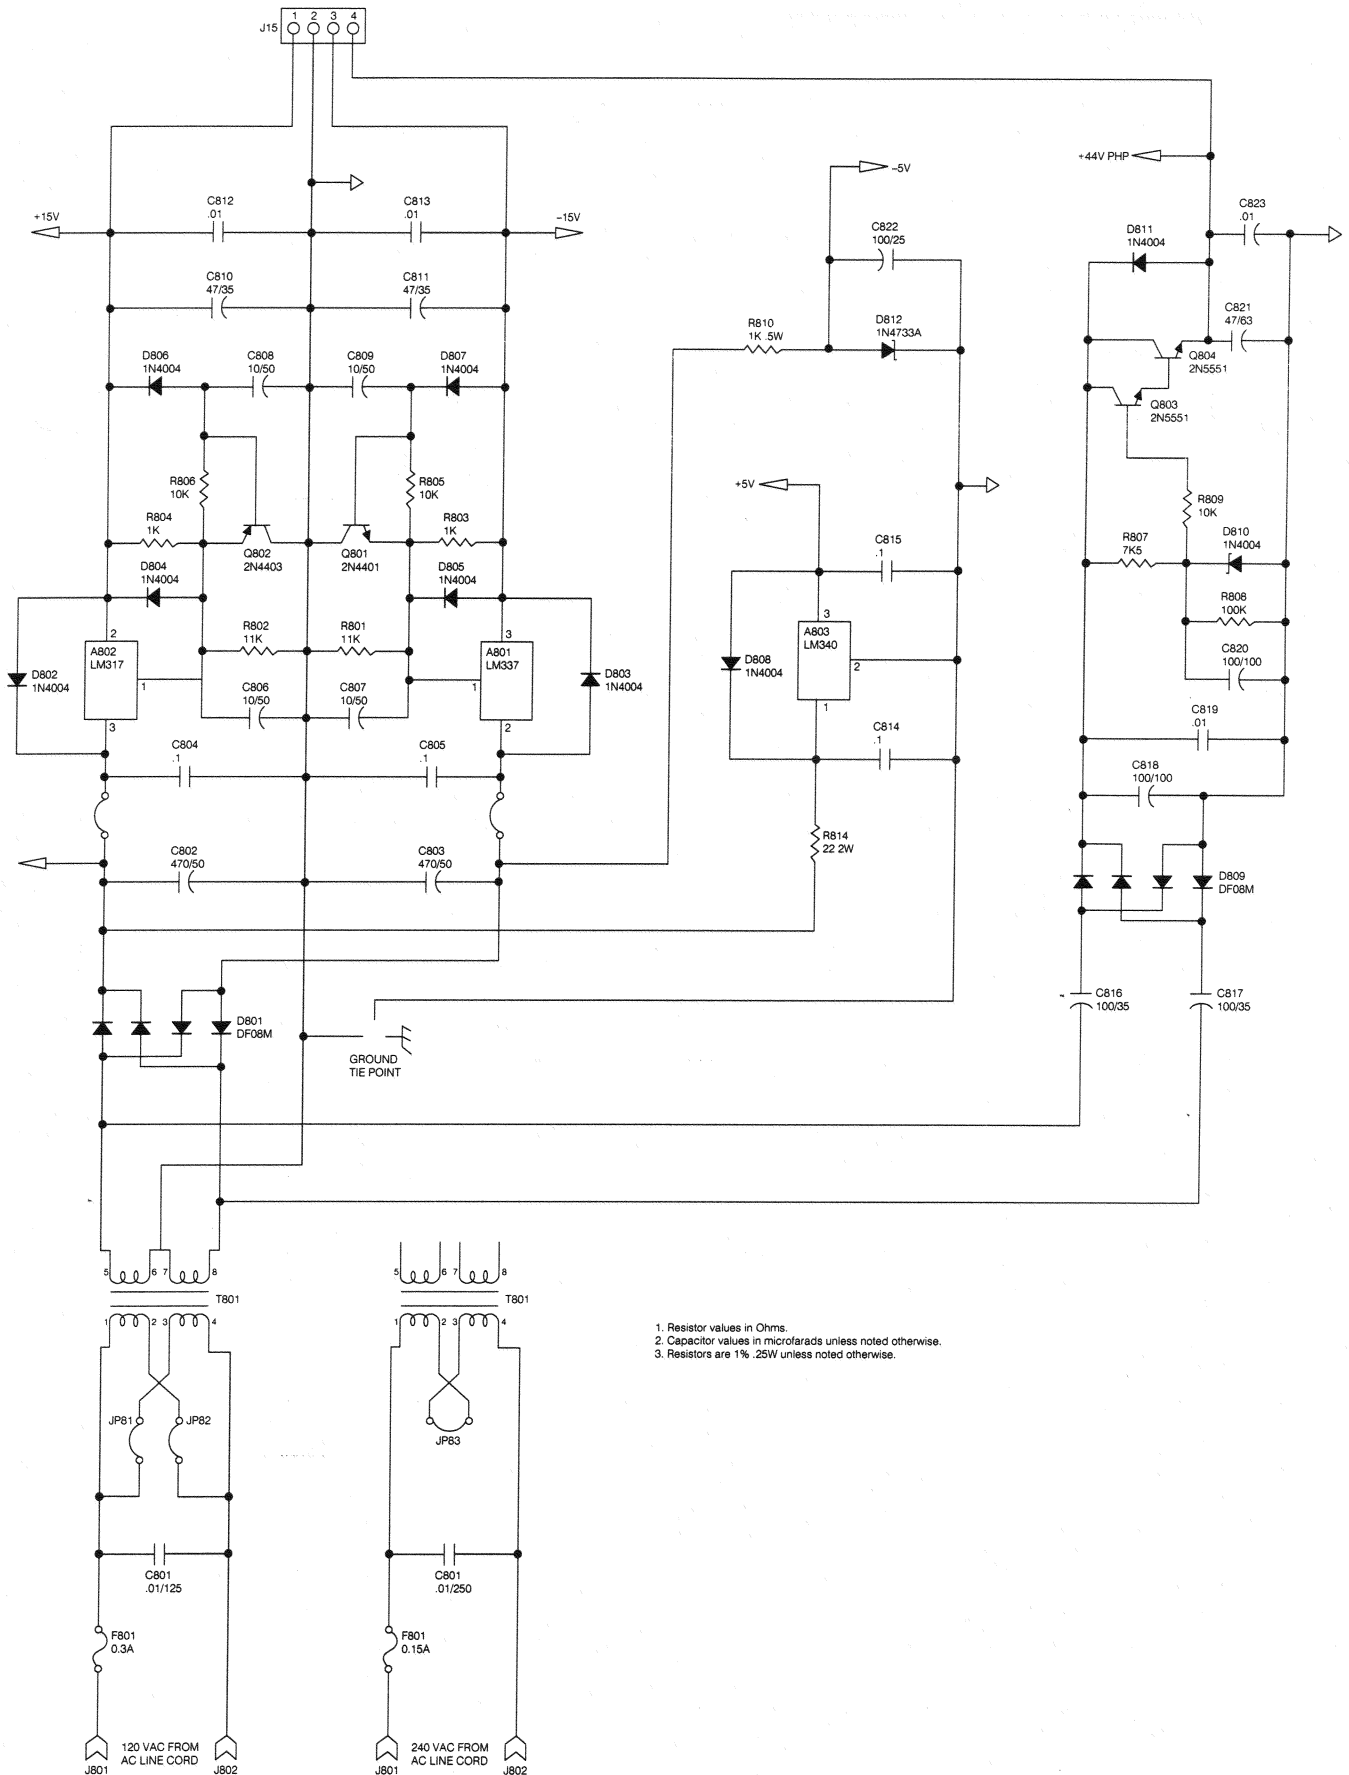 J15
1 2 3 4
+44V PHP
-5V
C812
.01
C813
.01
+15V
-15V
C822
100/25
C823
.01
D811
1N4004
C810
47/35
C811
47/35
R810
1K .5W
D812
1N4733A
C821
47/63
D806
1N4004
C808
10/50
C809
10/50
D807
1N4004
Q804
2N5551
Q803
2N5551
R806
10K
R805
10K
+5V
R809
10K
R804
1K
R803
1K
Q802
2N4403
Q801
2N4401
C815
.1
R807
7K5
D810
1N4004
D804
1N4004
D805
1N4004
R808
100K
R802
11K
R801
11K
2
A802
LM317
1
3
3
A801
LM337
1
2
3
A803
LM340
2
1
D802
1N4004
D803
1N4004
D808
1N4004
C820
100/100
C806
10/50
C807
10/50
C819
.01
C804
.1
C805
.1
C814
.1
C818
100/100
R814
22 2W
C802
470/50
C803
470/50
D809
DF08M
C816
100/35
C817
100/35
D801
DF08M
GROUND
TIE POINT
5 6 7 8
T801
1 2 3 4
5 6 7 8
T801
1 2 3 4
1. Resistor values in Ohms.
2. Capacitor values in microfarads unless noted otherwise.
3. Resistors are 1% .25W unless noted otherwise.
JP81
JP82
JP83
C801
.01/125
C801
.01/250
F801
0.3A
F801
0.15A
120 VAC FROM
AC LINE CORD
J801
J802
240 VAC FROM
AC LINE CORD
J801
J802